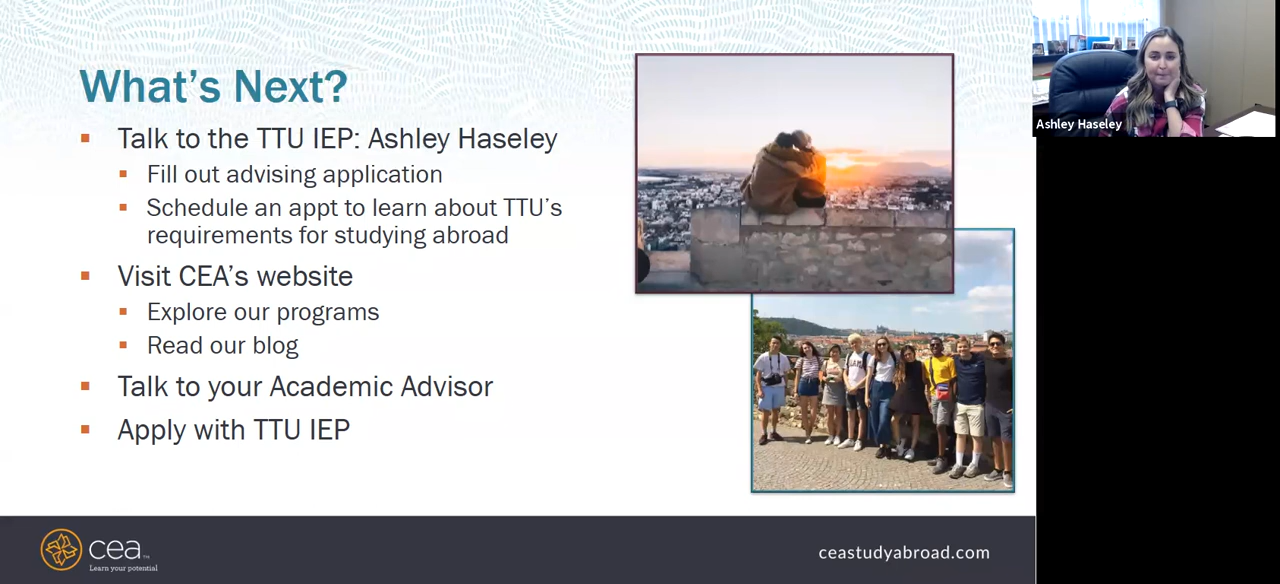 What's Next?
Talk to the TTU IEP: Ashley Haseley
Fill out advising application
Schedule an appt to learn about TTU's
requirements for studying abroad
Visit CEA's website
Explore our programs
Read our blog
Talk to your Academic Advisor
Apply with TTU IEP
cea™
Learn your potential
ceastudyabroad.com
Ashley Haseley